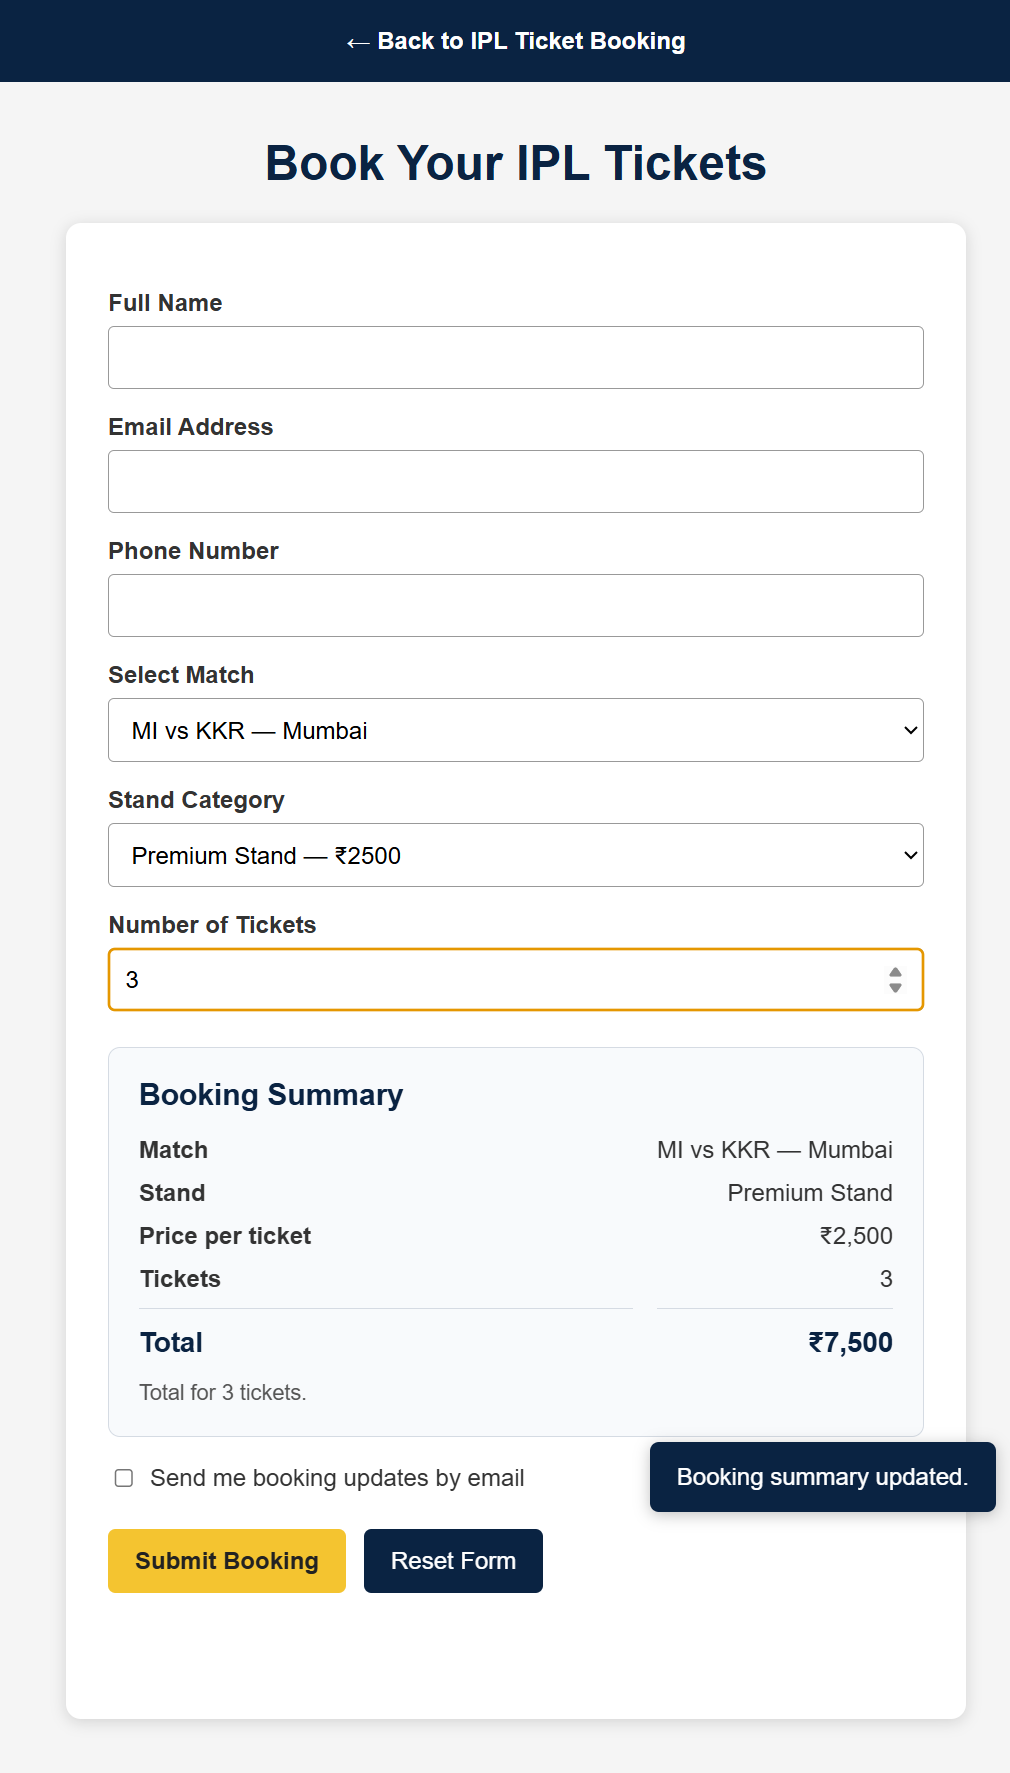 ← Back to IPL Ticket Booking
Book Your IPL Tickets
Full Name
Email Address
Phone Number
Select Match
MI vs KKR — Mumbai
Stand Category
Premium Stand — ₹2500
Number of Tickets
3
Booking Summary
Match MI vs KKR — Mumbai
Stand Premium Stand
Price per ticket ₹2,500
Tickets 3
Total ₹7,500
Total for 3 tickets.
Send me booking updates by email
Booking summary updated.
Submit Booking Reset Form